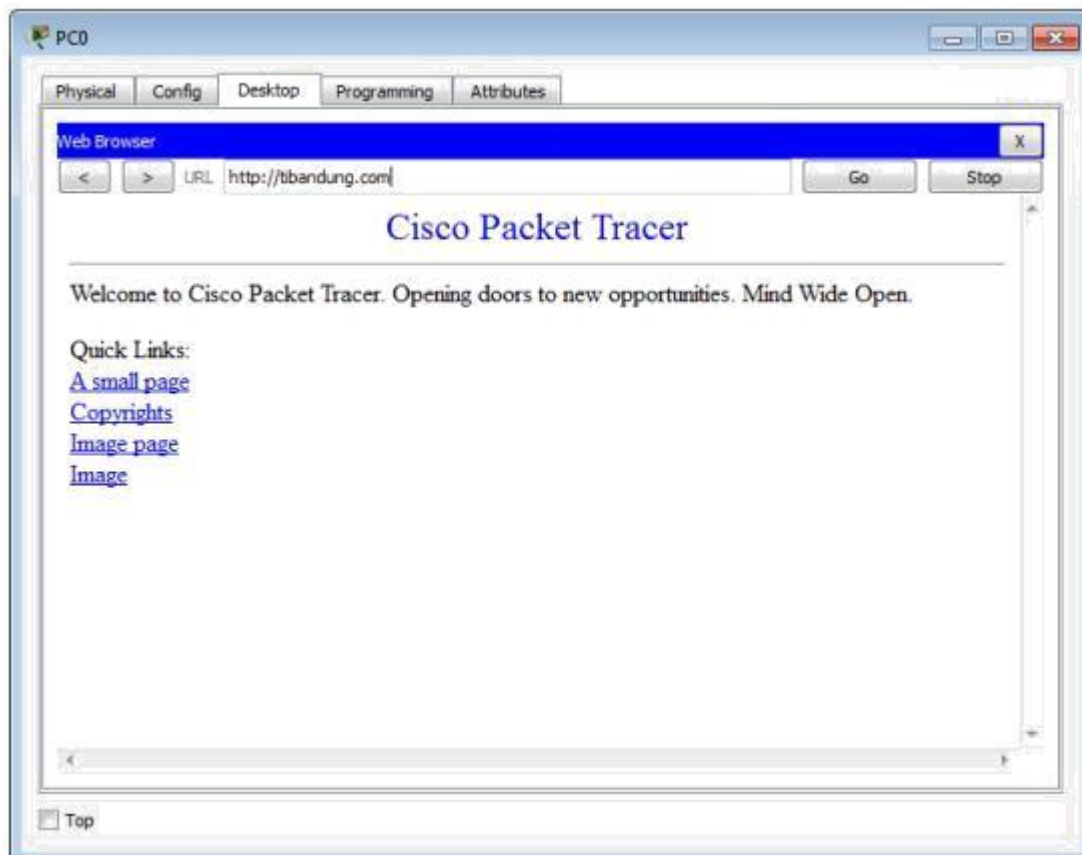 PC0
Physical Config Desktop Programming Attributes
Web Browser X
< > URL http://tibandung.com Go Stop
Cisco Packet Tracer
Welcome to Cisco Packet Tracer. Opening doors to new opportunities. Mind Wide Open.
Quick Links:
A small page
Copyrights
Image page
Image
Top